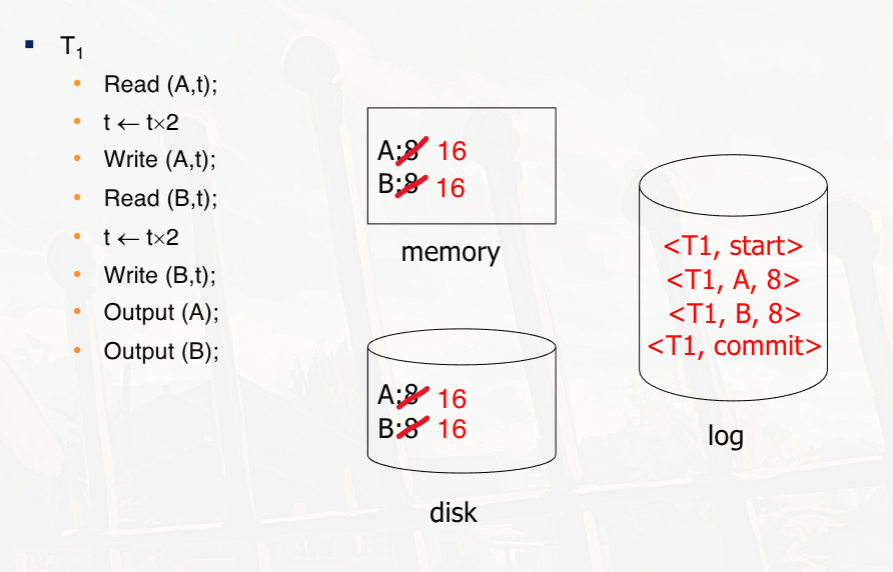 T₁
Read (A,t);
t ← t×2
Write (A,t);
Read (B,t);
t ← t×2
Write (B,t);
Output (A);
Output (B);
A:8 16
B:8 16
memory
A:8 16
B:8 16
disk
<T1, start>
<T1, A, 8>
<T1, B, 8>
<T1, commit>
log